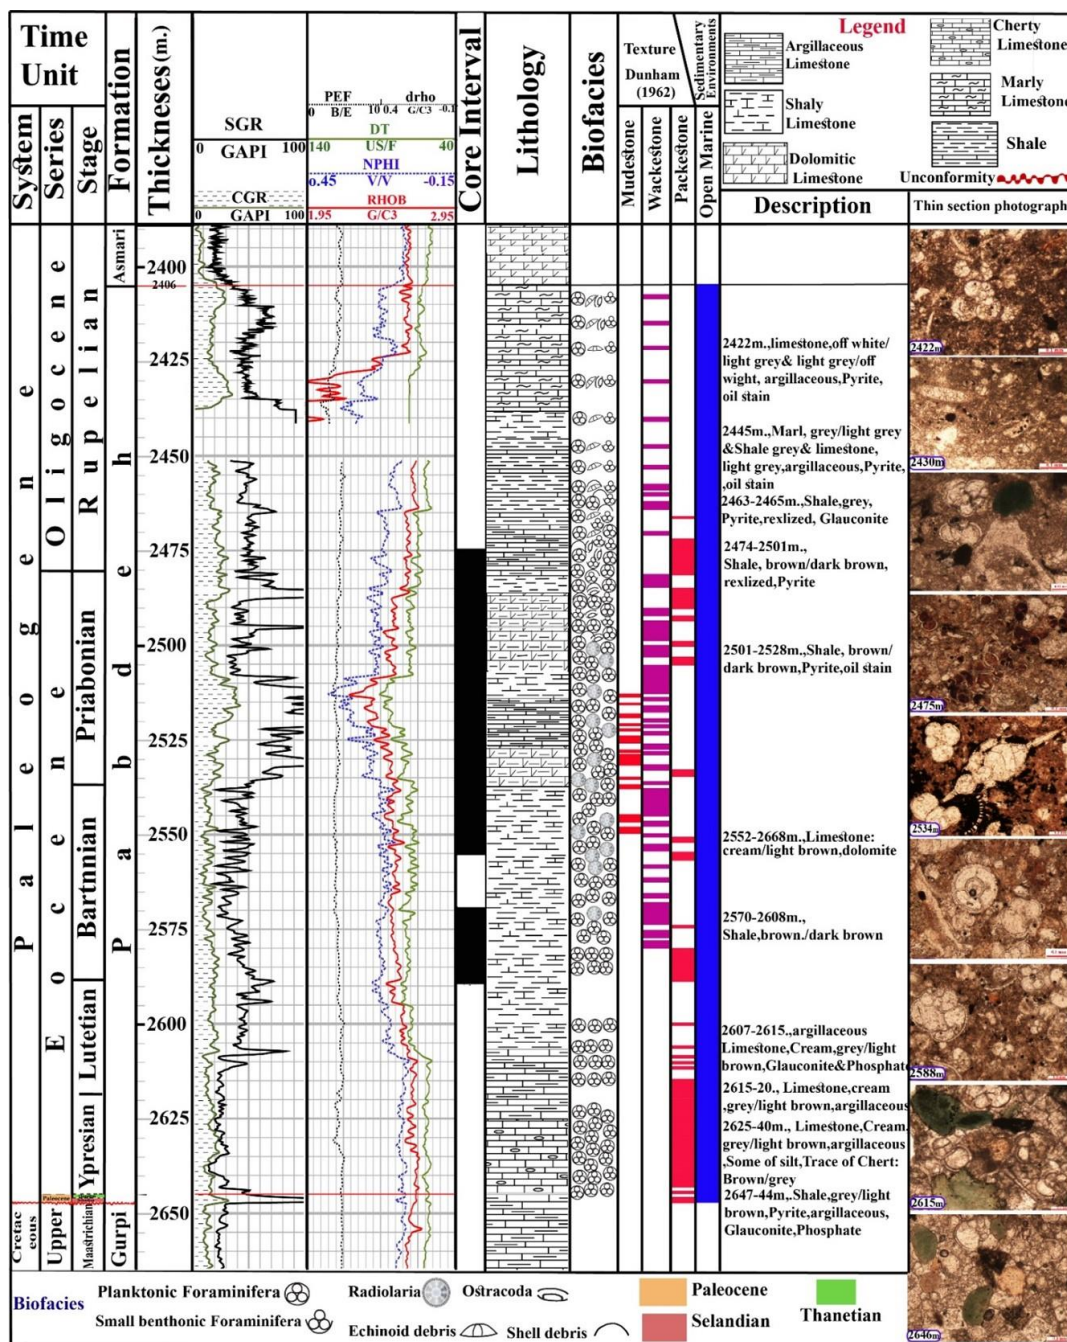 Time
Unit
System
Series
Stage
Formation
Thicknesses (m.)
SGR
0 GAPI 100
CGR
0 GAPI 100
PEF
0 B/E 10
drho
0.4 G/C3 -0.1
DT
140 US/F 40
NPHI
0.45 V/V -0.15
RHOB
1.95 G/C3 2.95
Core Interval
Lithology
Biofacies
Texture
Dunham
(1962)
Sedimentary
Environments
Mudestone
Wackestone
Packestone
Open Marine
Legend
Argillaceous
Limestone
Shaly
Limestone
Dolomitic
Limestone
Cherty
Limestone
Marly
Limestone
Shale
Unconformity
Description
Thin section photograph
Paleogene
Oligocene
Eocene
Rupelian
Priabonian
Bartnnian
Lutetian
Ypresian
Paleocene
Cretac
eous
Upper
Maastrichian
Asmari
Pabdeh
Gurpi
2400
2406
2425
2450
2475
2500
2525
2550
2575
2600
2625
2650
2422m.,limestone,off white/
light grey& light grey/off
wight, argillaceous,Pyrite,
oil stain
2445m.,Marl, grey/light grey
&Shale grey& limestone,
light grey,argillaceous,Pyrite,
oil stain
2463-2465m.,Shale,grey,
Pyrite,rexlized, Glauconite
2474-2501m.,
Shale, brown/dark brown,
rexlized,Pyrite
2501-2528m.,Shale, brown/
dark brown,Pyrite,oil stain
2552-2668m.,Limestone:
cream/light brown,dolomite
2570-2608m.,
Shale,brown./dark brown
2607-2615.,argillaceous
Limestone,Cream,grey/light
brown,Glauconite&Phosphate
2615-20., Limestone,cream
,grey/light brown,argillaceous
2625-40m., Limestone,Cream,
grey/light brown,argillaceous
,Some of silt,Trace of Chert:
Brown/grey
2647-44m,.Shale,grey/light
brown,Pyrite,argillaceous,
Glauconite,Phosphate
2422m
2430m
2475m
2534m
2588m
2615m
2646m
Biofacies
Planktonic Foraminifera
Small benthonic Foraminifera
Radiolaria
Ostracoda
Echinoid debris
Shell debris
Paleocene
Selandian
Thanetian